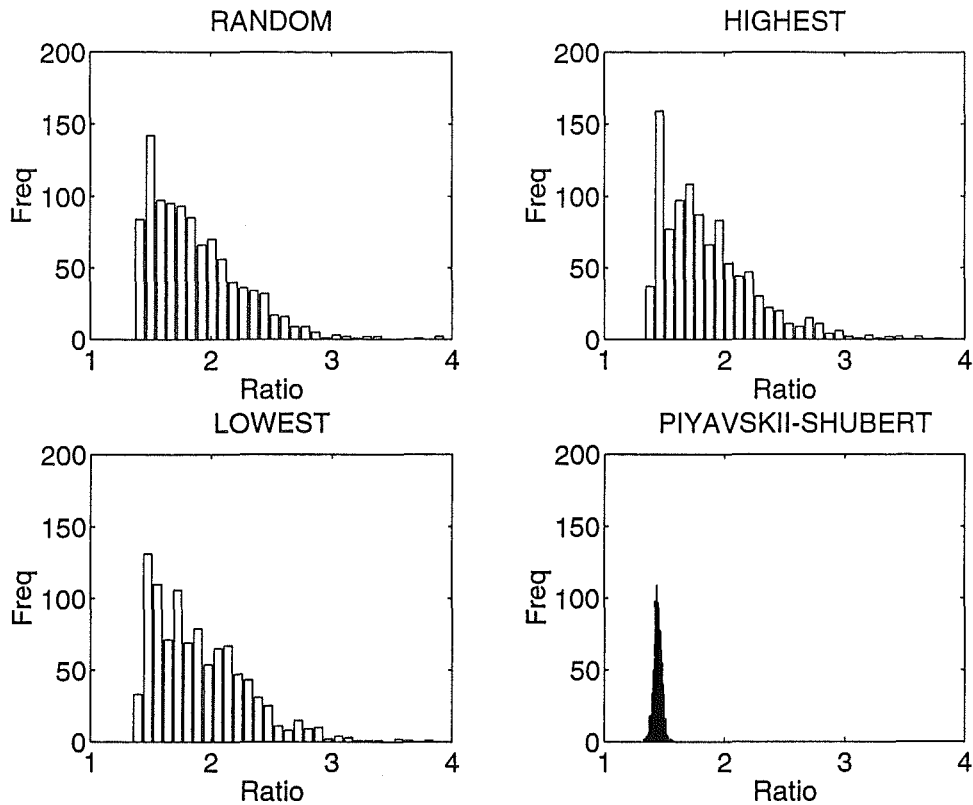 RANDOM
200
150
100
50
0
Freq
1 2 3 4
Ratio
HIGHEST
200
150
100
50
0
Freq
1 2 3 4
Ratio
LOWEST
200
150
100
50
0
Freq
1 2 3 4
Ratio
PIYAVSKII-SHUBERT
200
150
100
50
0
Freq
1 2 3 4
Ratio